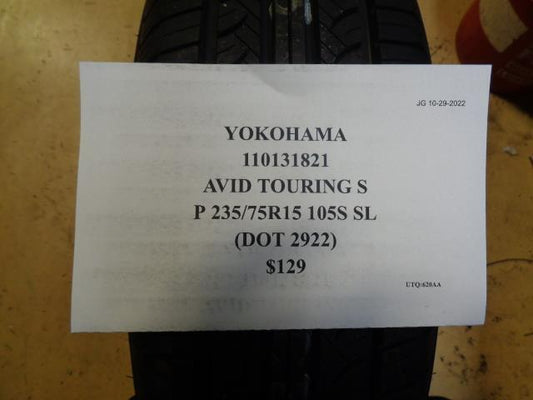 JG 10-29-2022
YOKOHAMA
110131821
AVID TOURING S
P 235/75R15 105S SL
(DOT 2922)
$129
UTQ:620AA